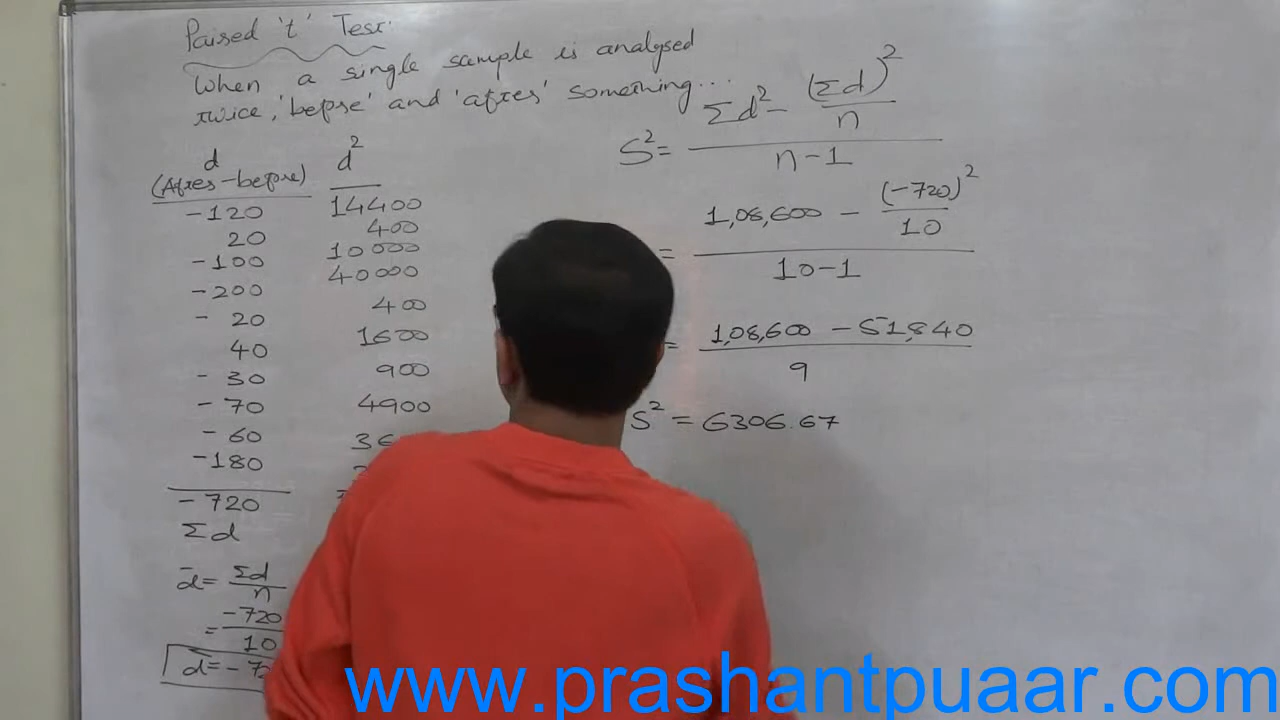 Paired 't' Test:
When a single sample is analysed
twice, 'before' and 'after' something...
d d²
(After-before)
-120 14400
20 400
-100 10000
-200 40000
-20 400
40 1600
-30 900
-70 4900
-60
-180
-720
Σd
d̄ = Σd/n
= -720/10
d̄ = -7
S² = (Σd² - (Σd)²/n)/(n-1)
= (1,08,600 - (-720)²/10)/(10-1)
= (1,08,600 - 51,840)/9
S² = 6306.67
www.prashantpuaar.com